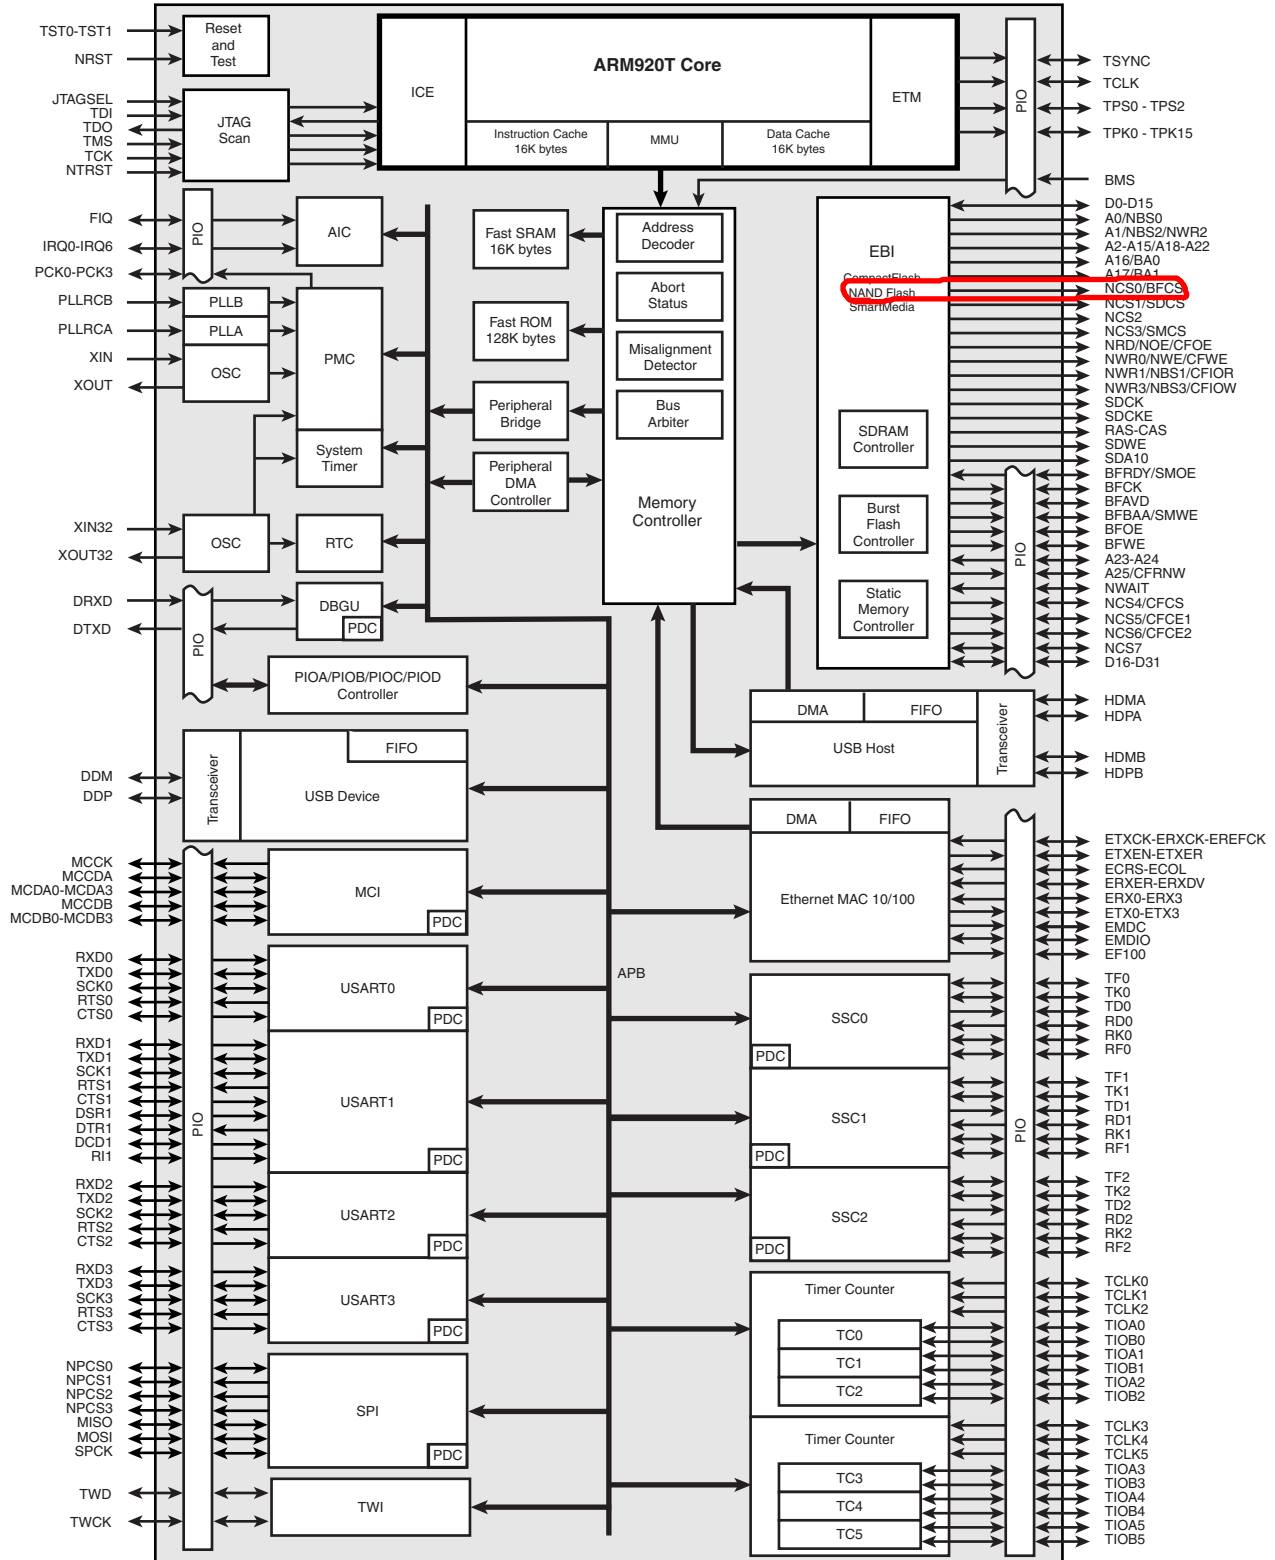 TST0-TST1
NRST
Reset
and
Test
JTAGSEL
TDI
TDO
TMS
TCK
NTRST
JTAG
Scan
ICE
ARM920T Core
ETM
Instruction Cache
16K bytes
MMU
Data Cache
16K bytes
PIO
TSYNC
TCLK
TPS0 - TPS2
TPK0 - TPK15
BMS
FIQ
IRQ0-IRQ6
PCK0-PCK3
PIO
AIC
PLLRCB
PLLRCA
XIN
XOUT
PLLB
PLLA
OSC
PMC
System
Timer
XIN32
XOUT32
OSC
RTC
DRXD
DTXD
PIO
DBGU
PDC
PIOA/PIOB/PIOC/PIOD
Controller
Fast SRAM
16K bytes
Fast ROM
128K bytes
Peripheral
Bridge
Peripheral
DMA
Controller
Address
Decoder
Abort
Status
Misalignment
Detector
Bus
Arbiter
Memory
Controller
EBI
CompactFlash
NAND Flash
SmartMedia
SDRAM
Controller
Burst
Flash
Controller
Static
Memory
Controller
D0-D15
A0/NBS0
A1/NBS2/NWR2
A2-A15/A18-A22
A16/BA0
A17/BA1
NCS0/BFCS
NCS1/SDCS
NCS2
NCS3/SMCS
NRD/NOE/CFOE
NWR0/NWE/CFWE
NWR1/NBS1/CFIOR
NWR3/NBS3/CFIOW
SDCK
SDCKE
RAS-CAS
SDWE
SDA10
PIO
BFRDY/SMOE
BFCK
BFAVD
BFBAA/SMWE
BFOE
BFWE
A23-A24
A25/CFRNW
NWAIT
NCS4/CFCS
NCS5/CFCE1
NCS6/CFCE2
NCS7
D16-D31
DMA
FIFO
USB Host
Transceiver
HDMA
HDPA
HDMB
HDPB
DDM
DDP
Transceiver
FIFO
USB Device
DMA
FIFO
Ethernet MAC 10/100
PIO
ETXCK-ERXCK-EREFCK
ETXEN-ETXER
ECRS-ECOL
ERXER-ERXDV
ERX0-ERX3
ETX0-ETX3
EMDC
EMDIO
EF100
MCCK
MCCDA
MCDA0-MCDA3
MCCDB
MCDB0-MCDB3
MCI
PDC
RXD0
TXD0
SCK0
RTS0
CTS0
USART0
PDC
APB
RXD1
TXD1
SCK1
RTS1
CTS1
DSR1
DTR1
DCD1
RI1
PIO
USART1
PDC
RXD2
TXD2
SCK2
RTS2
CTS2
USART2
PDC
RXD3
TXD3
SCK3
RTS3
CTS3
USART3
PDC
NPCS0
NPCS1
NPCS2
NPCS3
MISO
MOSI
SPCK
SPI
PDC
TWD
TWCK
TWI
SSC0
PDC
TF0
TK0
TD0
RD0
RK0
RF0
SSC1
PDC
TF1
TK1
TD1
RD1
RK1
RF1
SSC2
PDC
TF2
TK2
TD2
RD2
RK2
RF2
PIO
Timer Counter
TC0
TC1
TC2
TCLK0
TCLK1
TCLK2
TIOA0
TIOB0
TIOA1
TIOB1
TIOA2
TIOB2
Timer Counter
TC3
TC4
TC5
TCLK3
TCLK4
TCLK5
TIOA3
TIOB3
TIOA4
TIOB4
TIOA5
TIOB5